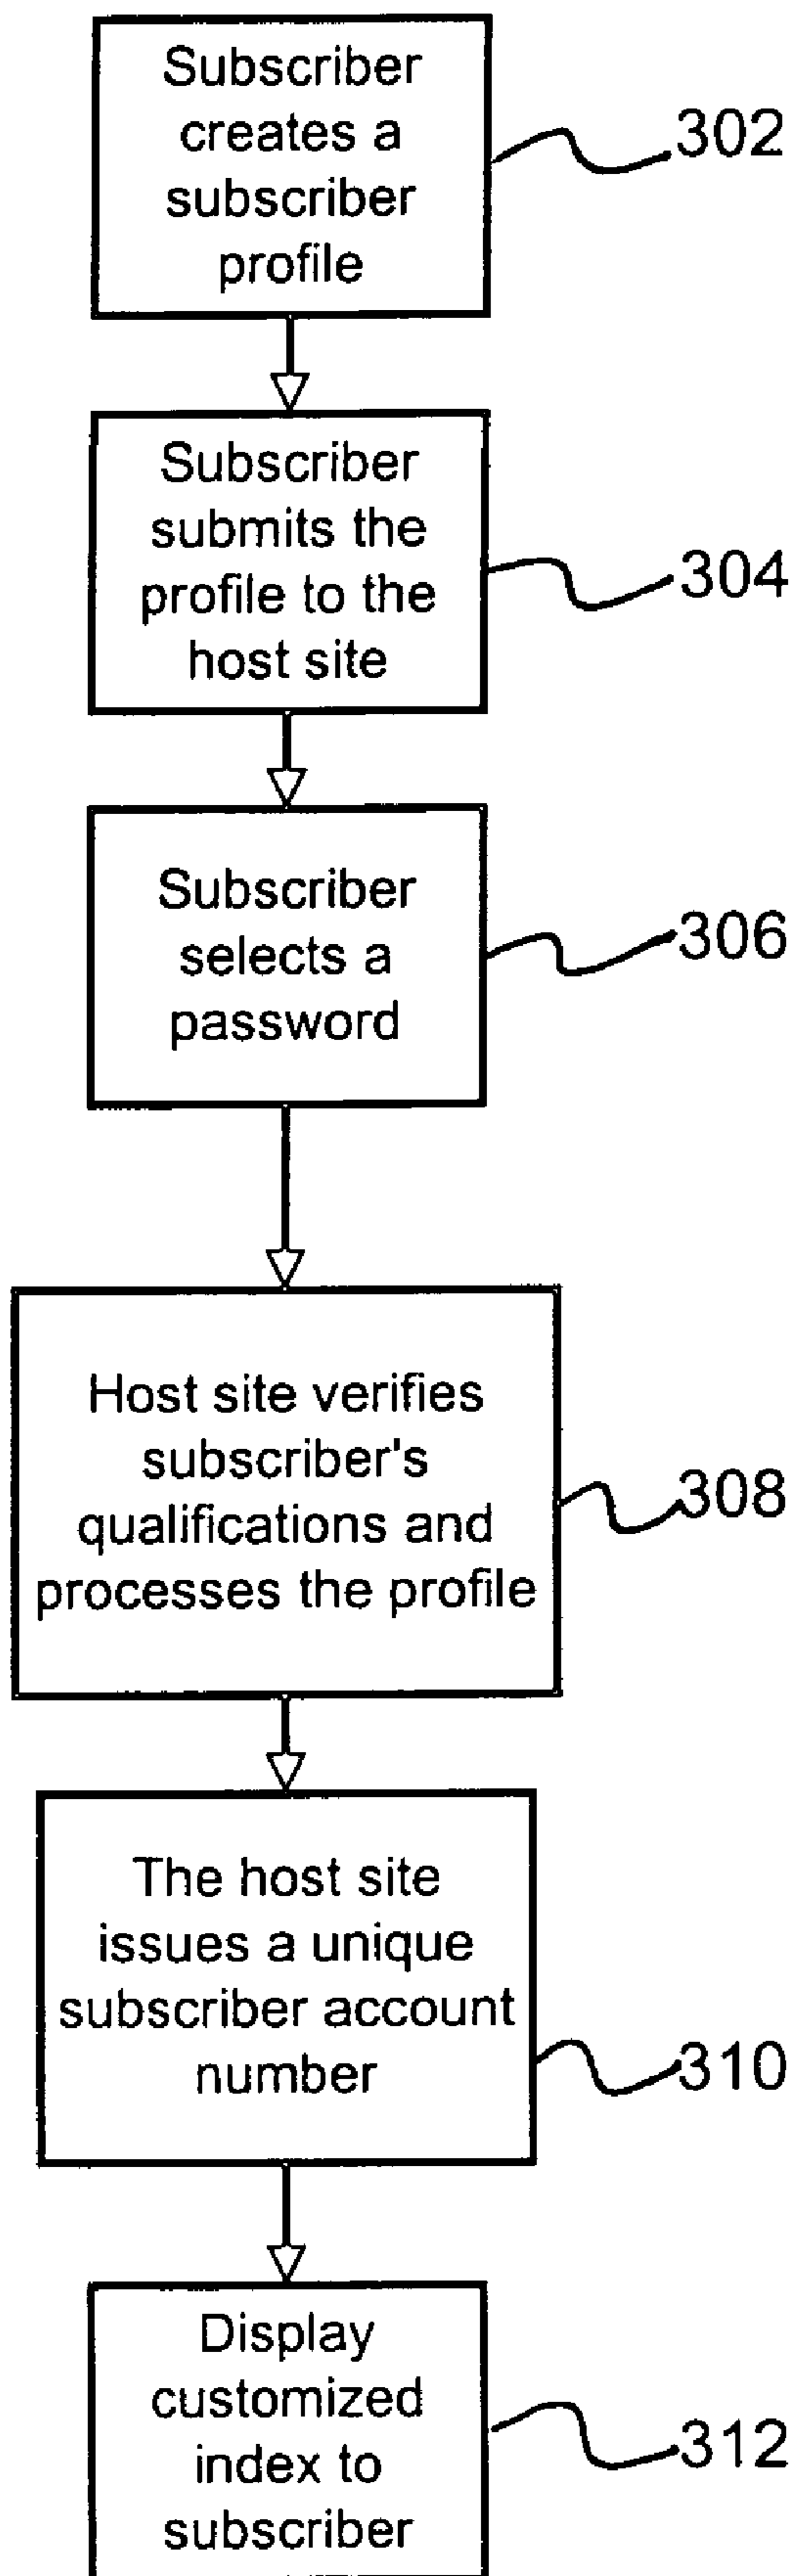 Subscriber
creates a
subscriber
profile
302
Subscriber
submits the
profile to the
host site
304
Subscriber
selects a
password
306
Host site verifies
subscriber's
qualifications and
processes the profile
308
The host site
issues a unique
subscriber account
number
310
Display
customized
index to
subscriber
312